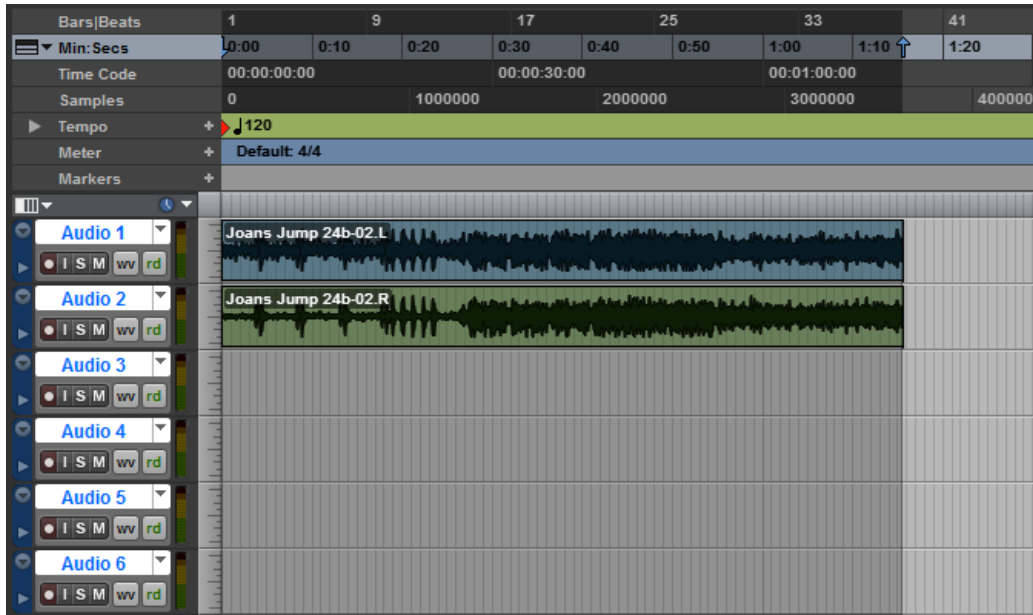 Bars|Beats 1 9 17 25 33 41
Min:Secs 0:00 0:10 0:20 0:30 0:40 0:50 1:00 1:10 1:20
Time Code 00:00:00:00 00:00:30:00 00:01:00:00
Samples 0 1000000 2000000 3000000 400000
Tempo + 120
Meter + Default: 4/4
Markers +
Audio 1 Joans Jump 24b-02.L
I S M wv rd
Audio 2 Joans Jump 24b-02.R
I S M wv rd
Audio 3
I S M wv rd
Audio 4
I S M wv rd
Audio 5
I S M wv rd
Audio 6
I S M wv rd